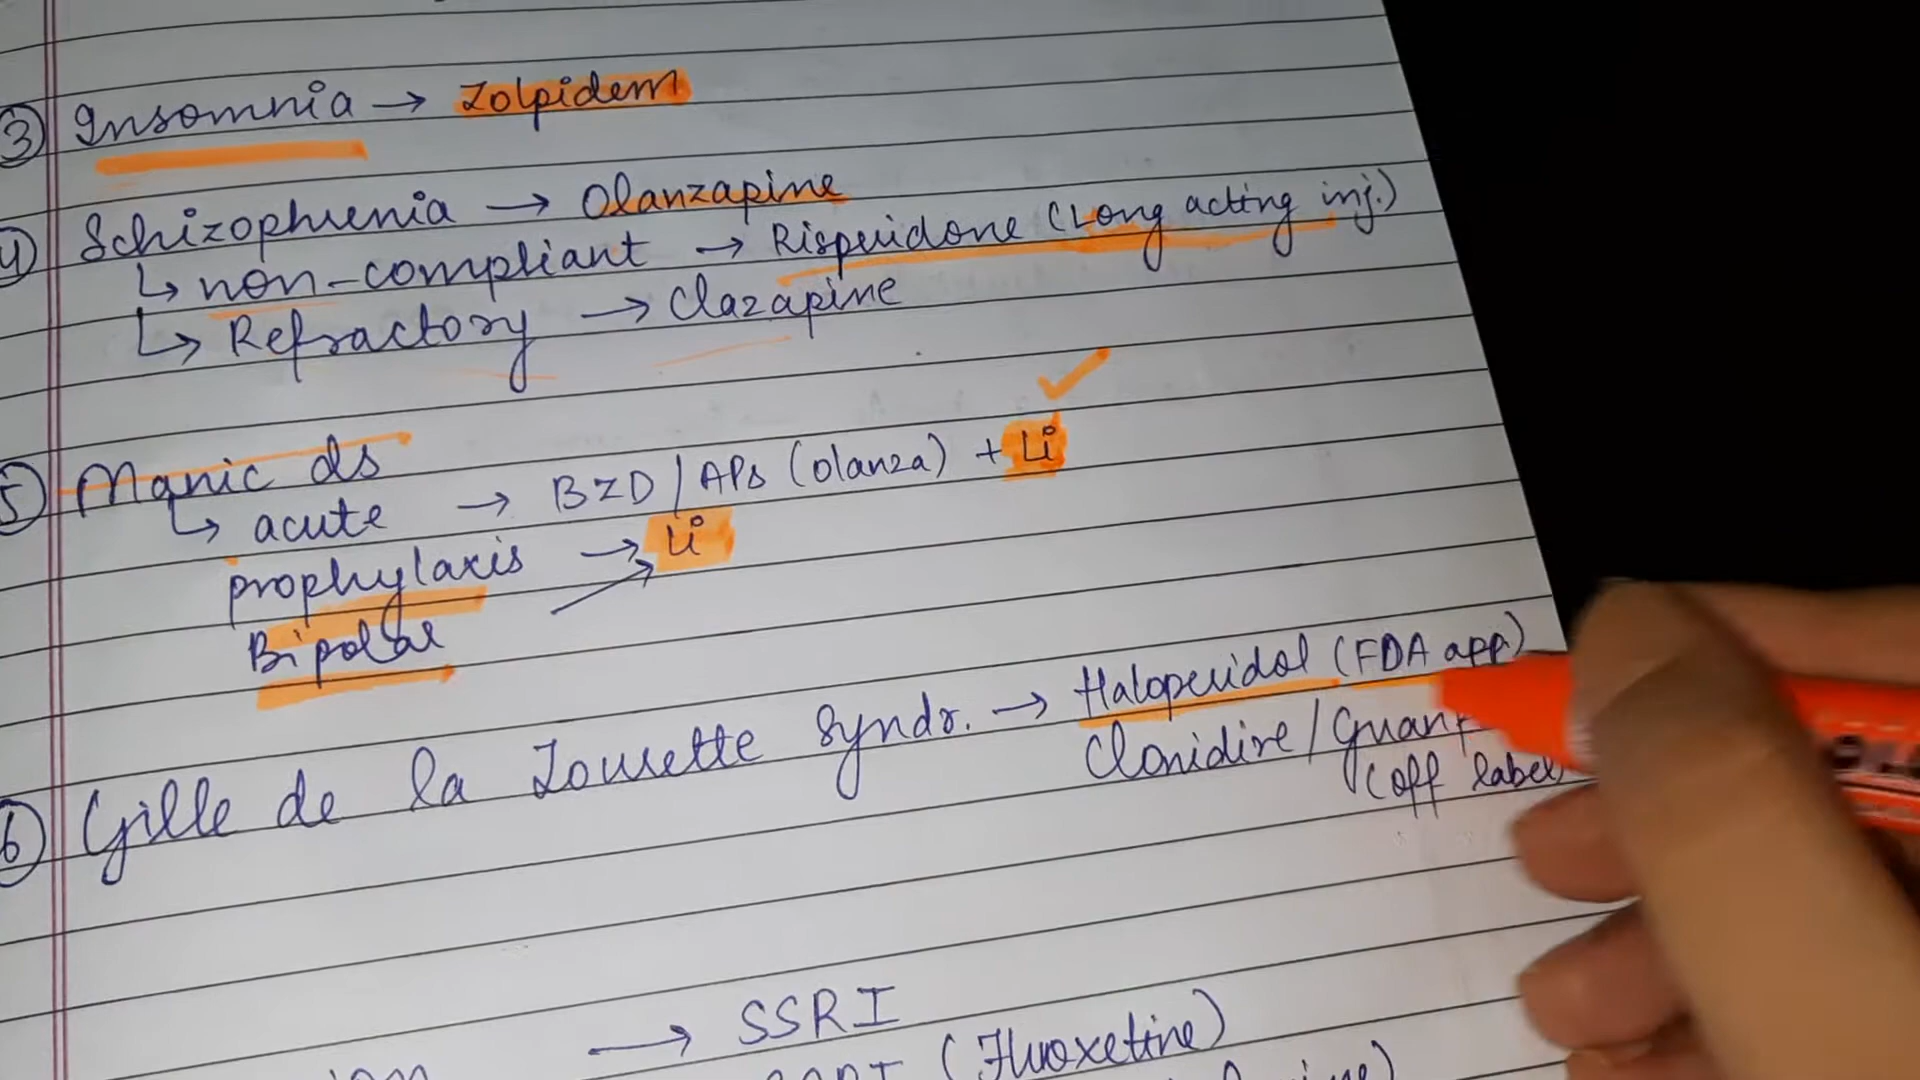 ③ Insomnia → Zolpidem
④ Schizophrenia → Olanzapine
↳ non-compliant → Risperidone (Long acting inj.)
↳ Refractory → Clazapine
⑤ Manic ds
↳ acute → BZD / APs (olanza) + Li
prophylaxis → Li
Bipolar
⑥ Gille de la Tourette Syndr. → Haloperidol (FDA app)
Clonidine /
(off label
→ SSRI
(Fluoxetine)